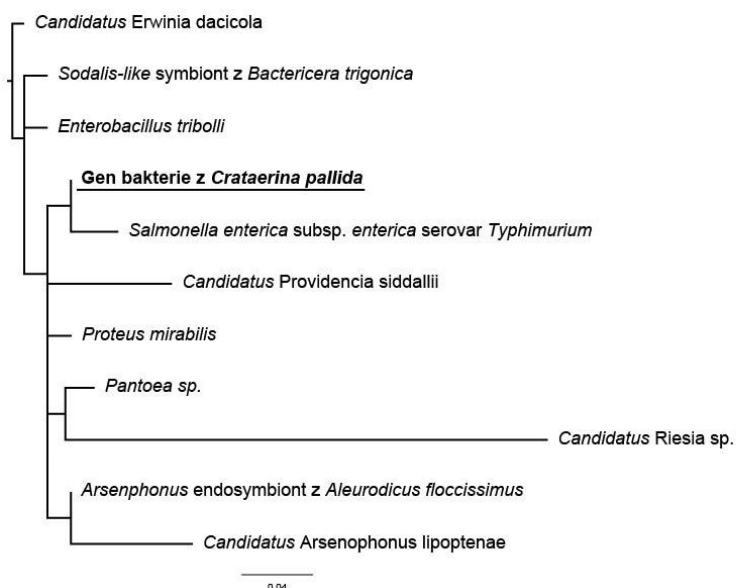 Candidatus Erwinia dacicola
Sodalis-like symbiont z Bactericera trigonica
Enterobacillus tribolli
Gen bakterie z Crataerina pallida
Salmonella enterica subsp. enterica serovar Typhimurium
Candidatus Providencia siddallii
Proteus mirabilis
Pantoea sp.
Candidatus Riesia sp.
Arsenphonus endosymbiont z Aleurodicus floccissimus
Candidatus Arsenophonus lipoptenae
0.04